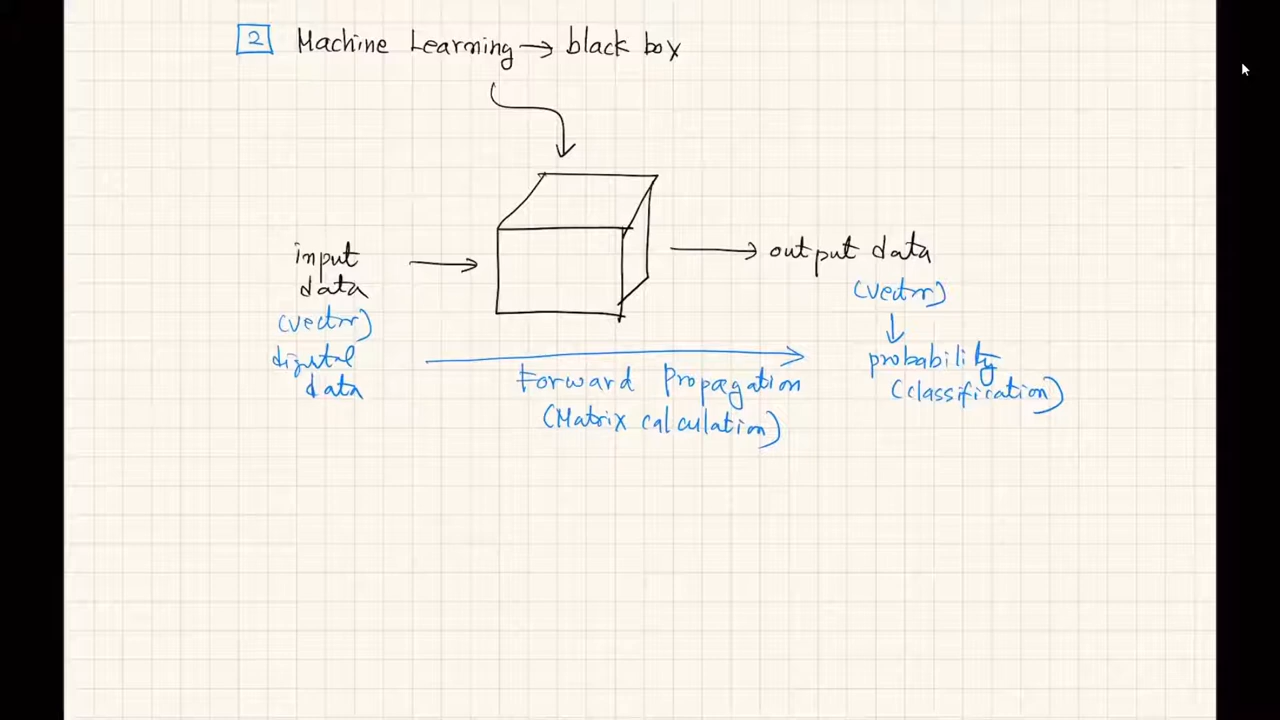 2 Machine Learning → black box
input
data
(vector)
digital
data
output data
(vector)
↓
probability
(classification)
Forward Propagation
(Matrix calculation)